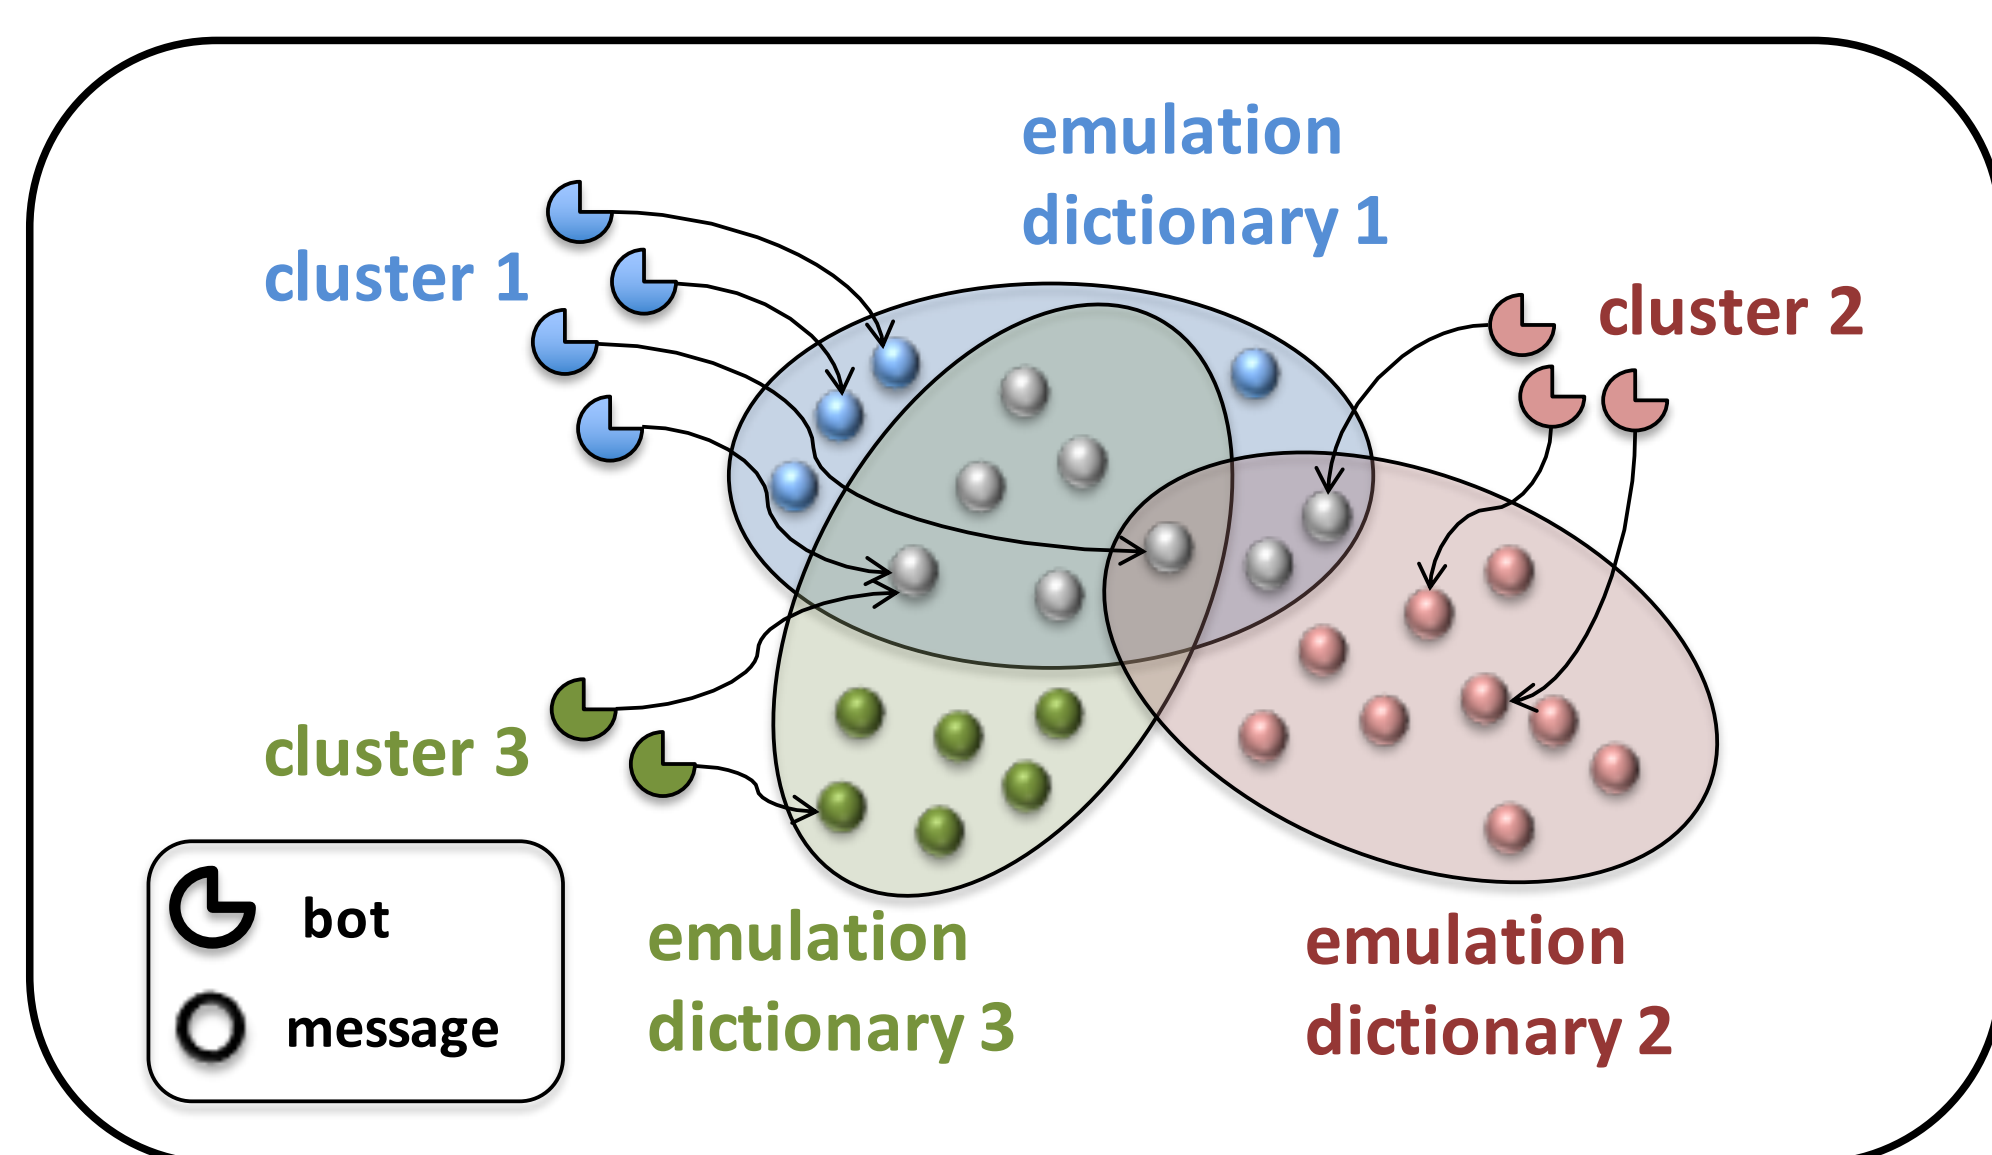 emulation
dictionary 1
cluster 1
cluster 2
cluster 3
bot
message
emulation
dictionary 3
emulation
dictionary 2